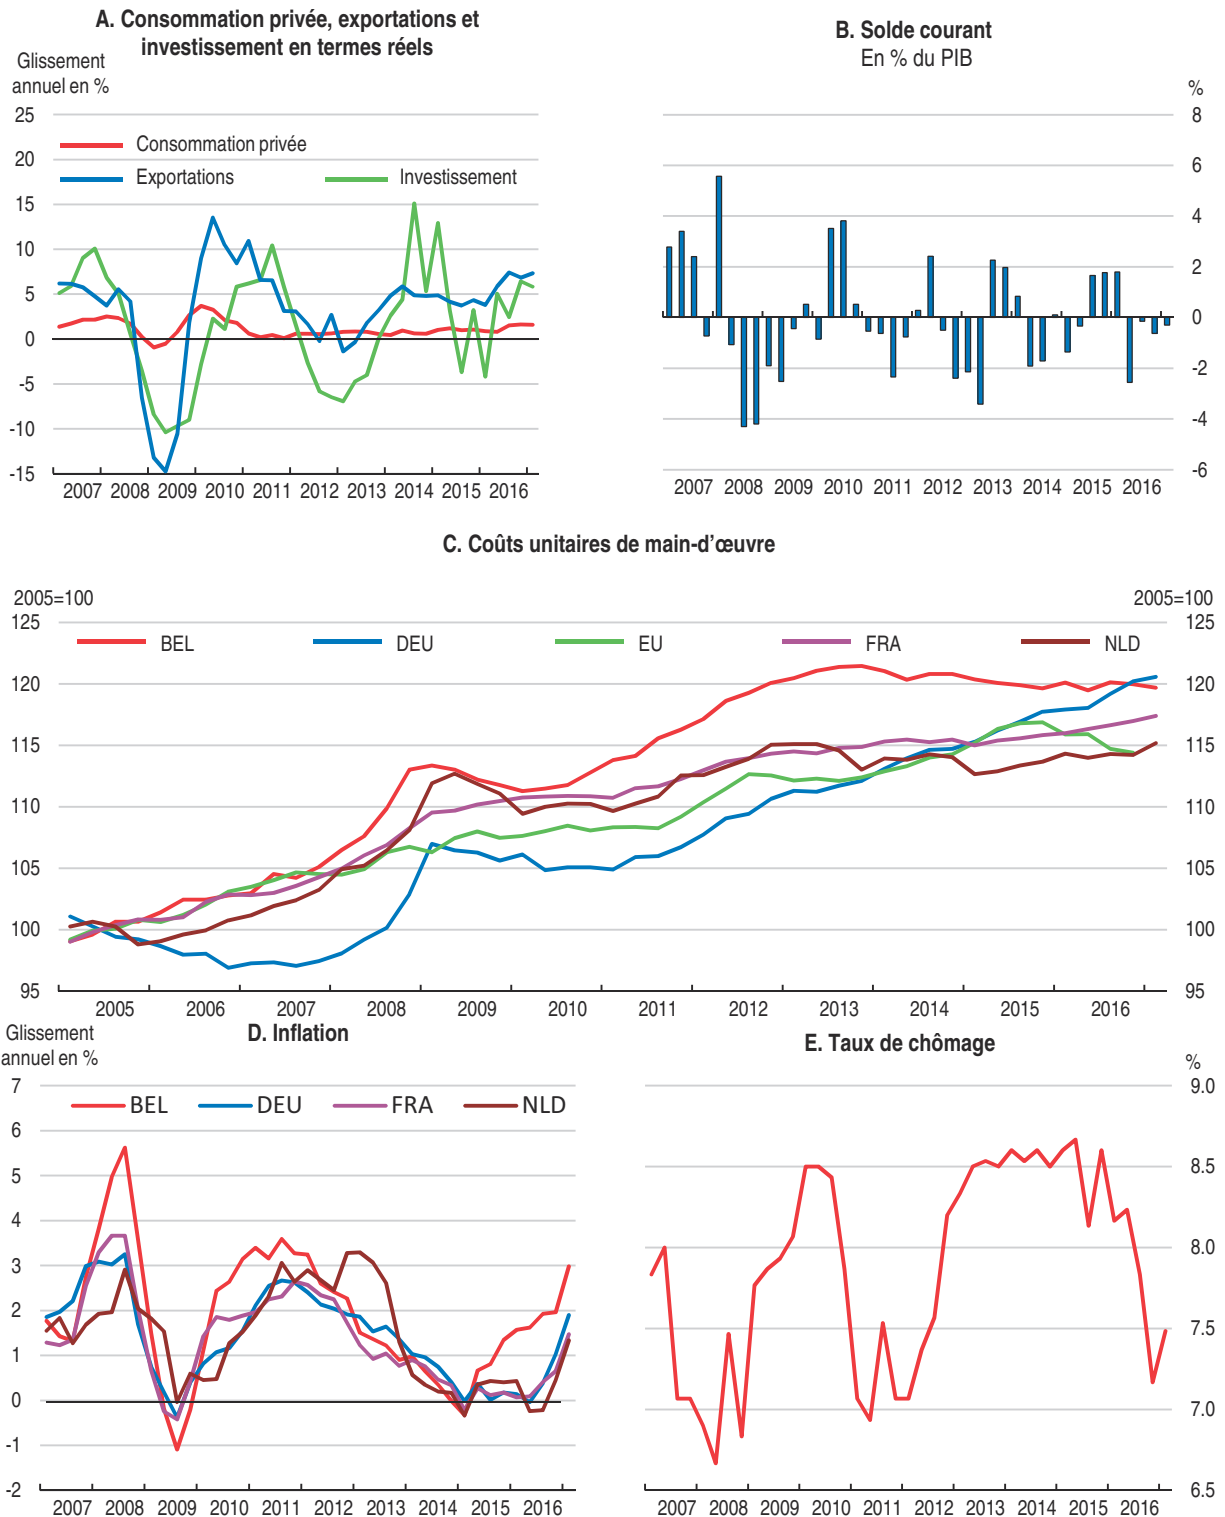 A. Consommation privée, exportations et
investissement en termes réels
Glissement
annuel en %
25
20
15
10
5
0
-5
-10
-15
Consommation privée
Exportations
Investissement
2007 2008 2009 2010 2011 2012 2013 2014 2015 2016
B. Solde courant
En % du PIB
%
8
6
4
2
0
-2
-4
-6
2007 2008 2009 2010 2011 2012 2013 2014 2015 2016
C. Coûts unitaires de main-d'œuvre
2005=100
2005=100
125
120
115
110
105
100
95
BEL DEU EU FRA NLD
125
120
115
110
105
100
95
2005 2006 2007 2008 2009 2010 2011 2012 2013 2014 2015 2016
D. Inflation
Glissement
annuel en %
7
6
5
4
3
2
1
0
-1
-2
BEL DEU FRA NLD
2007 2008 2009 2010 2011 2012 2013 2014 2015 2016
E. Taux de chômage
%
9.0
8.5
8.0
7.5
7.0
6.5
2007 2008 2009 2010 2011 2012 2013 2014 2015 2016